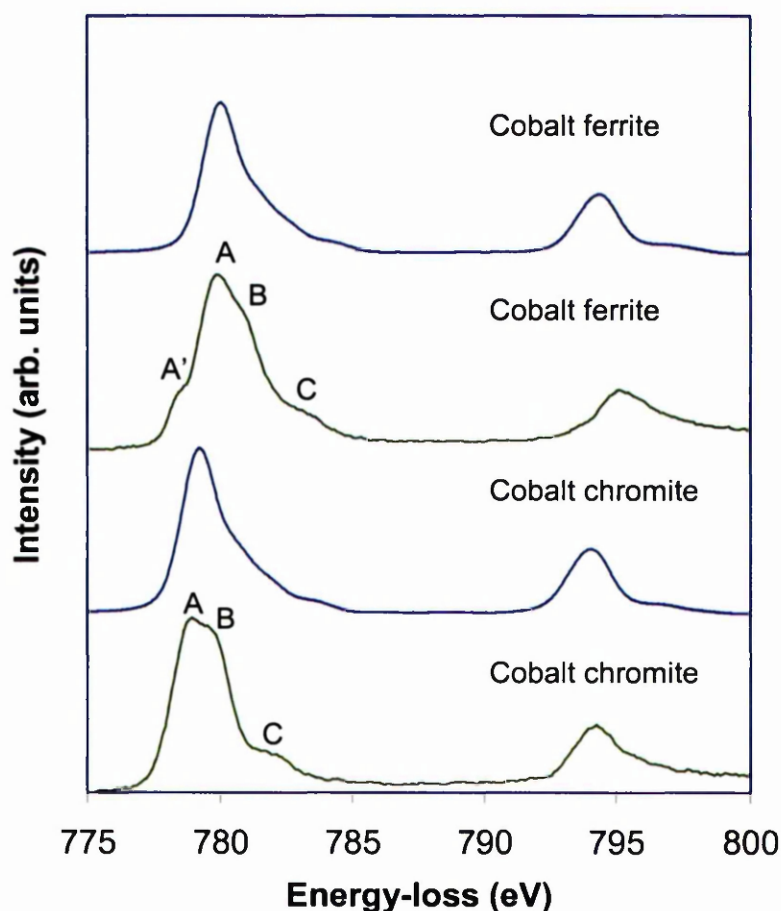 Cobalt ferrite
A
B
Cobalt ferrite
A'
C
Cobalt chromite
A
B
Cobalt chromite
C
Intensity (arb. units)
775 780 785 790 795 800
Energy-loss (eV)